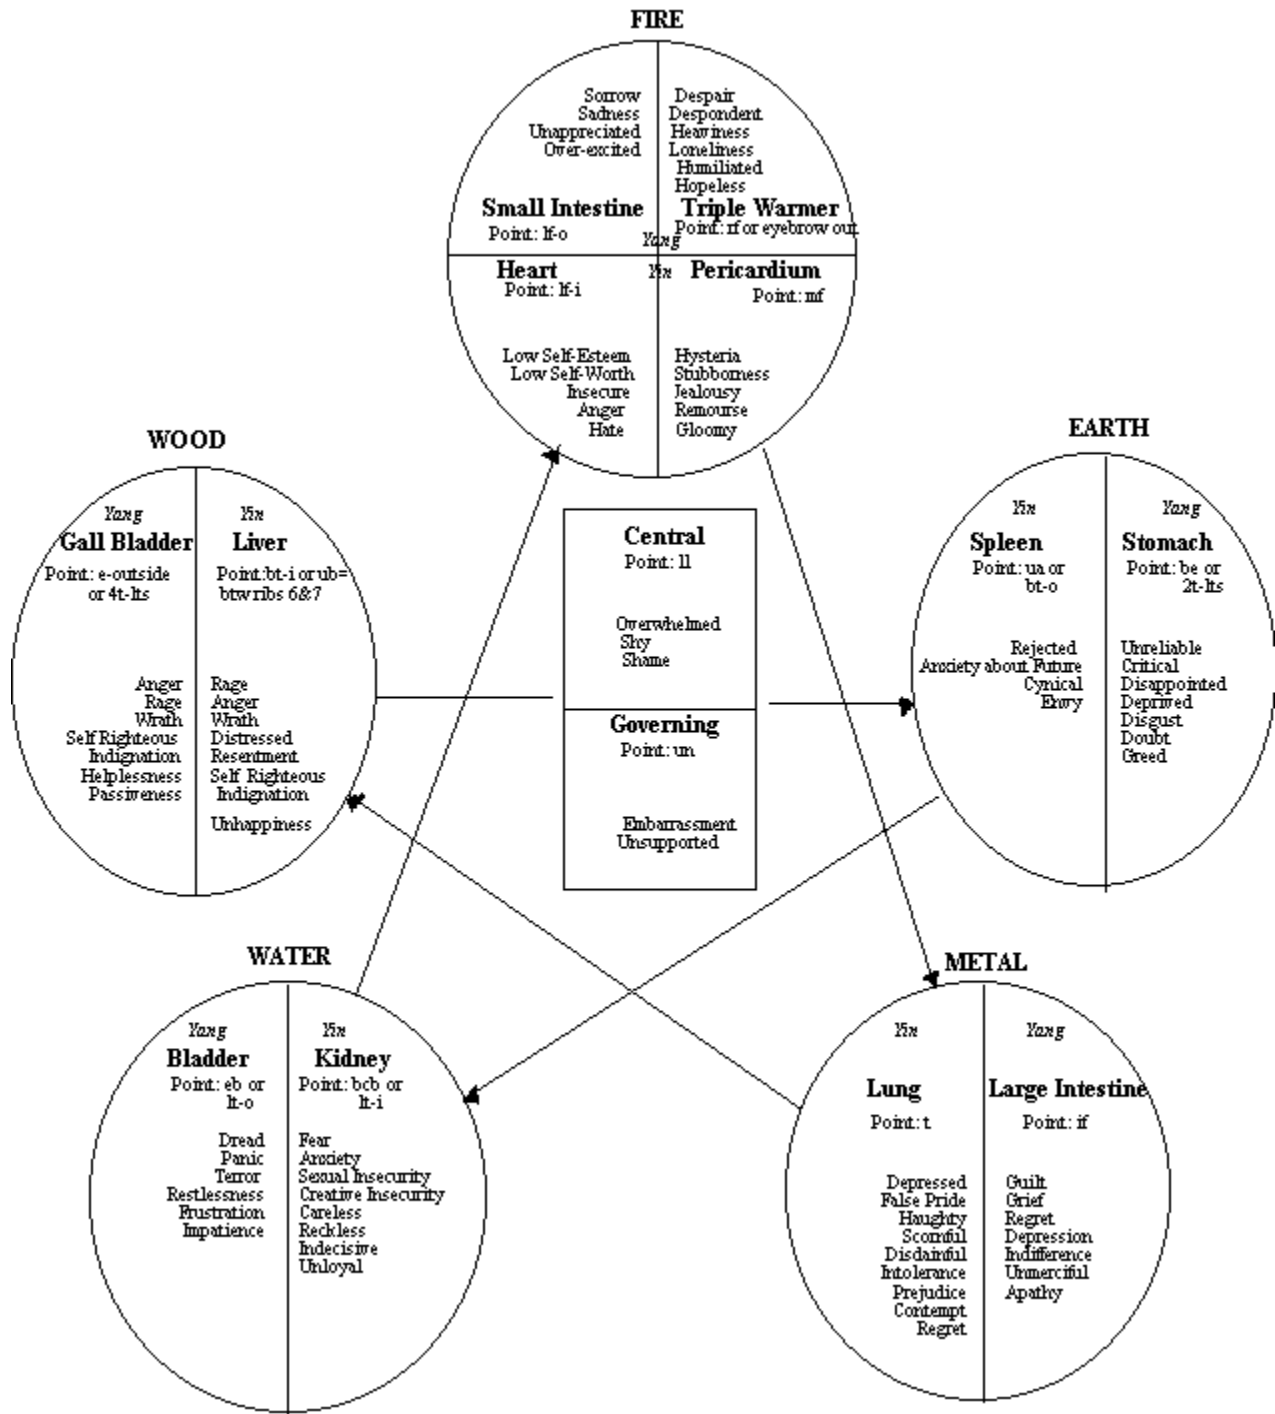 FIRE
Sorrow
Sadness
Unappreciated
Over-excited
Small Intestine
Point: lf-o
Despair
Despondent
Heaviness
Loneliness
Humiliated
Hopeless
Triple Warmer
Point: rf or eyebrow out
Yang
Yin
Heart
Point: lf-i
Low Self-Esteem
Low Self-Worth
Insecure
Anger
Hate
Pericardium
Point: mf
Hysteria
Stubborness
Jealousy
Remourse
Gloomy
WOOD
Yang
Gall Bladder
Point: e-outside
or 4t-lts
Anger
Rage
Wrath
Self Righteous
Indignation
Helplessness
Passiveness
Yin
Liver
Point:bt-i or ub=
btw ribs 6&7
Rage
Anger
Wrath
Distressed
Resentment
Self Righteous
Indignation
Unhappiness
Central
Point: ll
Overwhelmed
Shy
Shame
Governing
Point: un
Embarrassment
Unsupported
EARTH
Yin
Spleen
Point: ua or
bt-o
Rejected
Anxiety about Future
Cynical
Envy
Yang
Stomach
Point: be or
2t-lts
Unreliable
Critical
Disappointed
Deprived
Disgust
Doubt
Greed
WATER
Yang
Bladder
Point: eb or
lt-o
Dread
Panic
Terror
Restlessness
Frustration
Impatience
Yin
Kidney
Point: bcb or
lt-i
Fear
Anxiety
Sexual Insecurity
Creative Insecurity
Careless
Reckless
Indecisive
Unloyal
METAL
Yin
Lung
Point: t
Depressed
False Pride
Haughty
Scornful
Disdainful
Intolerance
Prejudice
Contempt
Regret
Yang
Large Intestine
Point: if
Guilt
Grief
Regret
Depression
Indifference
Unmerciful
Apathy